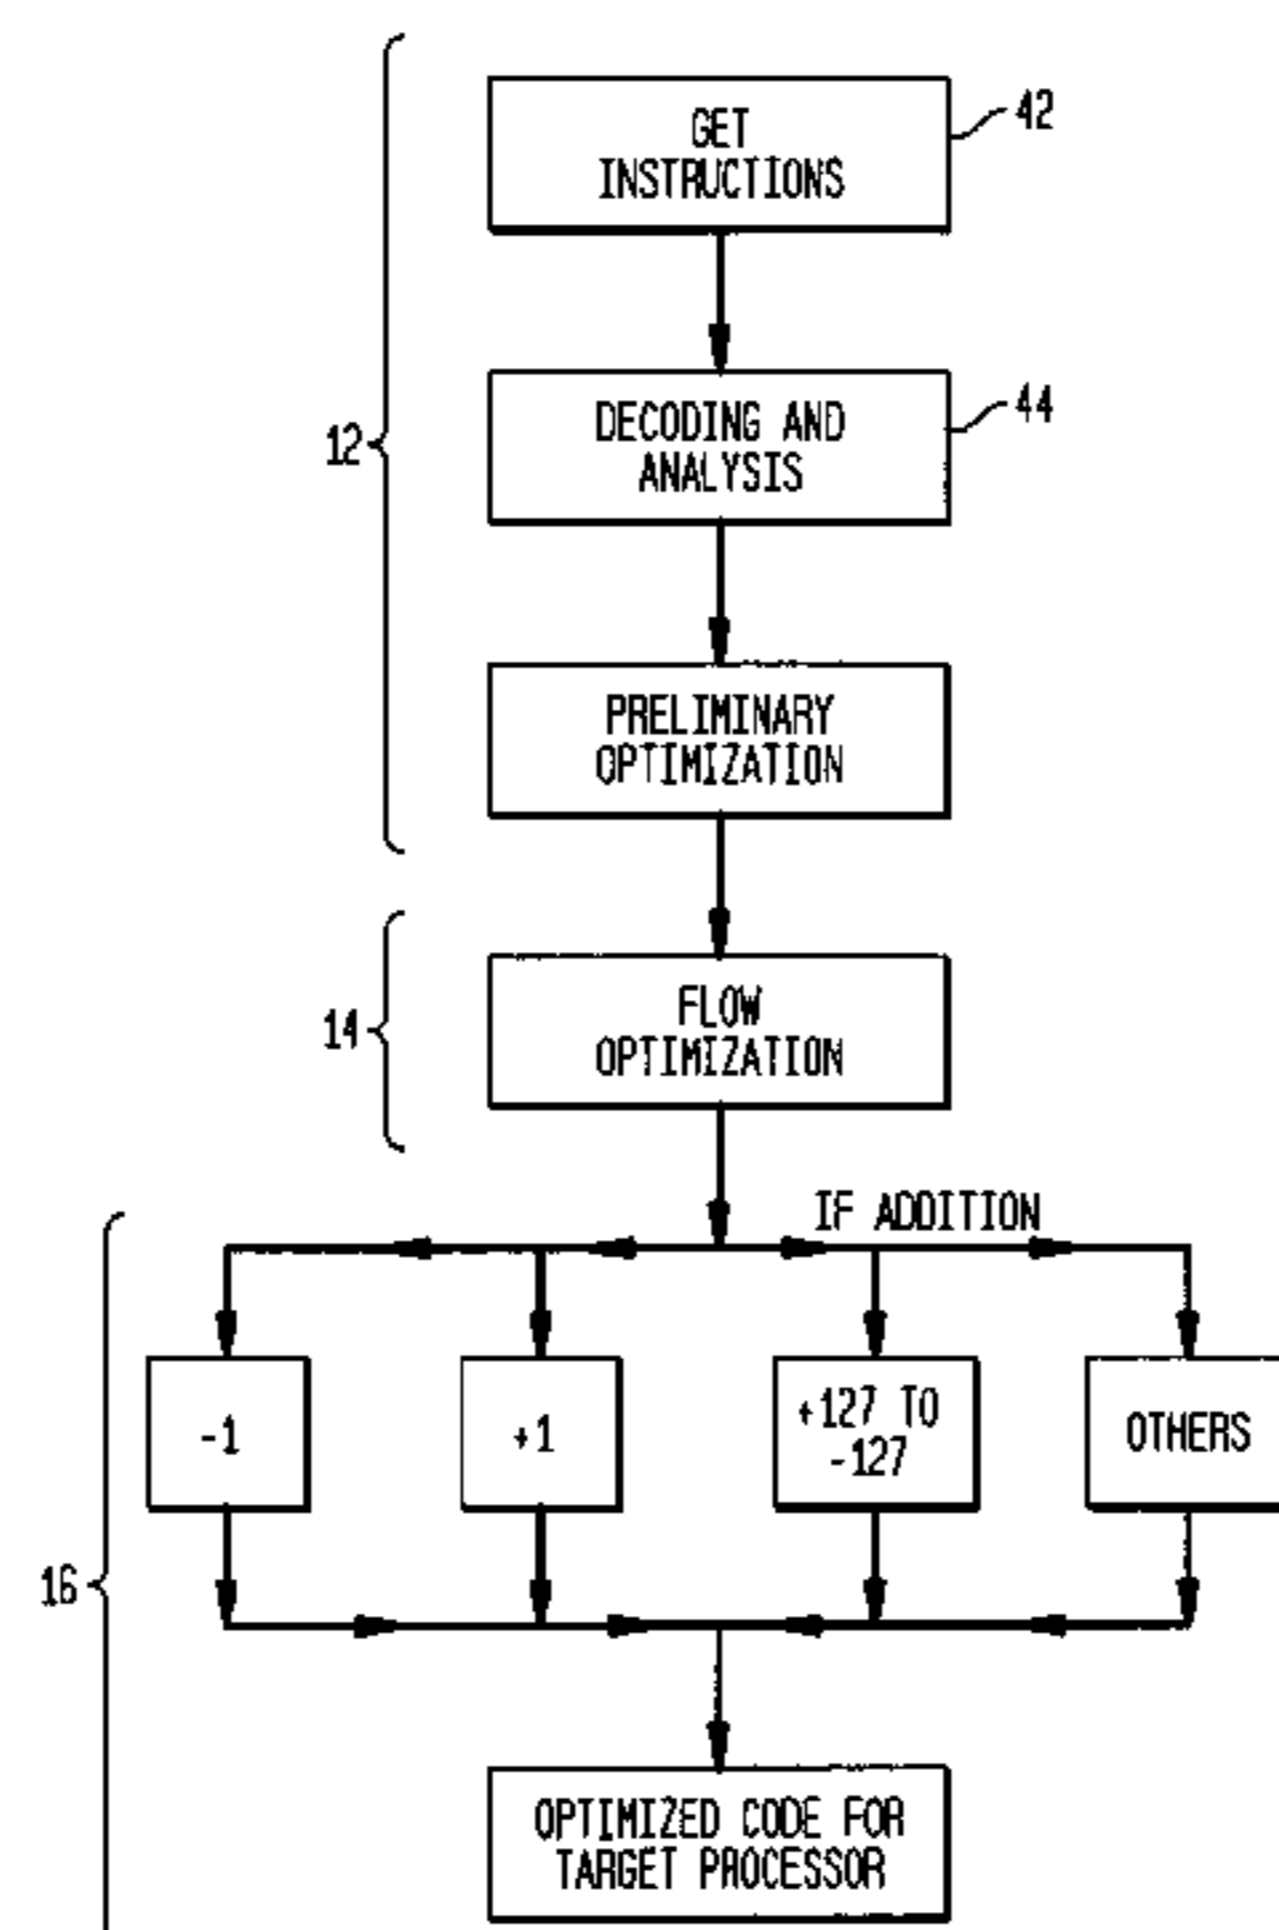 GET
INSTRUCTIONS
42
DECODING AND
ANALYSIS
44
12
PRELIMINARY
OPTIMIZATION
14
FLOW
OPTIMIZATION
IF ADDITION
-1
+1
+127 TO
-127
OTHERS
16
OPTIMIZED CODE FOR
TARGET PROCESSOR